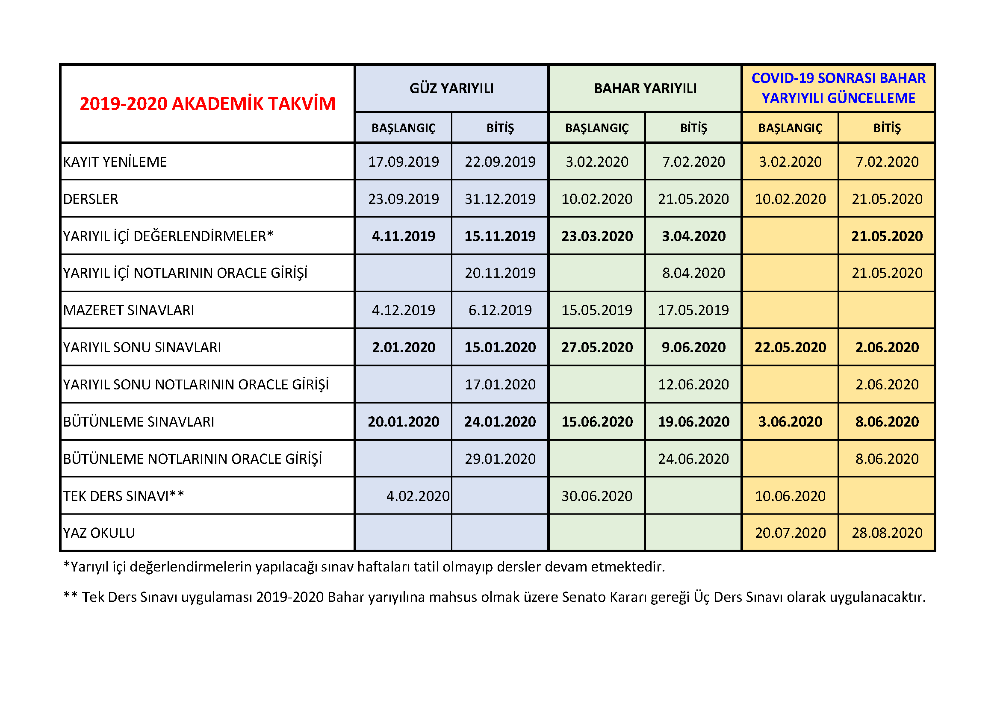 2019-2020 AKADEMİK TAKVİM
GÜZ YARIYILI BAHAR YARIYILI COVID-19 SONRASI BAHAR
YARYIYILI GÜNCELLEME
BAŞLANGIÇ BİTİŞ BAŞLANGIÇ BİTİŞ BAŞLANGIÇ BİTİŞ
KAYIT YENİLEME 17.09.2019 22.09.2019 3.02.2020 7.02.2020 3.02.2020 7.02.2020
DERSLER 23.09.2019 31.12.2019 10.02.2020 21.05.2020 10.02.2020 21.05.2020
YARIYIL İÇİ DEĞERLENDİRMELER* 4.11.2019 15.11.2019 23.03.2020 3.04.2020 21.05.2020
YARIYIL İÇİ NOTLARININ ORACLE GİRİŞİ 20.11.2019 8.04.2020 21.05.2020
MAZERET SINAVLARI 4.12.2019 6.12.2019 15.05.2019 17.05.2019
YARIYIL SONU SINAVLARI 2.01.2020 15.01.2020 27.05.2020 9.06.2020 22.05.2020 2.06.2020
YARIYIL SONU NOTLARININ ORACLE GİRİŞİ 17.01.2020 12.06.2020 2.06.2020
BÜTÜNLEME SINAVLARI 20.01.2020 24.01.2020 15.06.2020 19.06.2020 3.06.2020 8.06.2020
BÜTÜNLEME NOTLARININ ORACLE GİRİŞİ 29.01.2020 24.06.2020 8.06.2020
TEK DERS SINAVI** 4.02.2020 30.06.2020 10.06.2020
YAZ OKULU 20.07.2020 28.08.2020
*Yarıyıl içi değerlendirmelerin yapılacağı sınav haftaları tatil olmayıp dersler devam etmektedir.
** Tek Ders Sınavı uygulaması 2019-2020 Bahar yarıyılına mahsus olmak üzere Senato Kararı gereği Üç Ders Sınavı olarak uygulanacaktır.